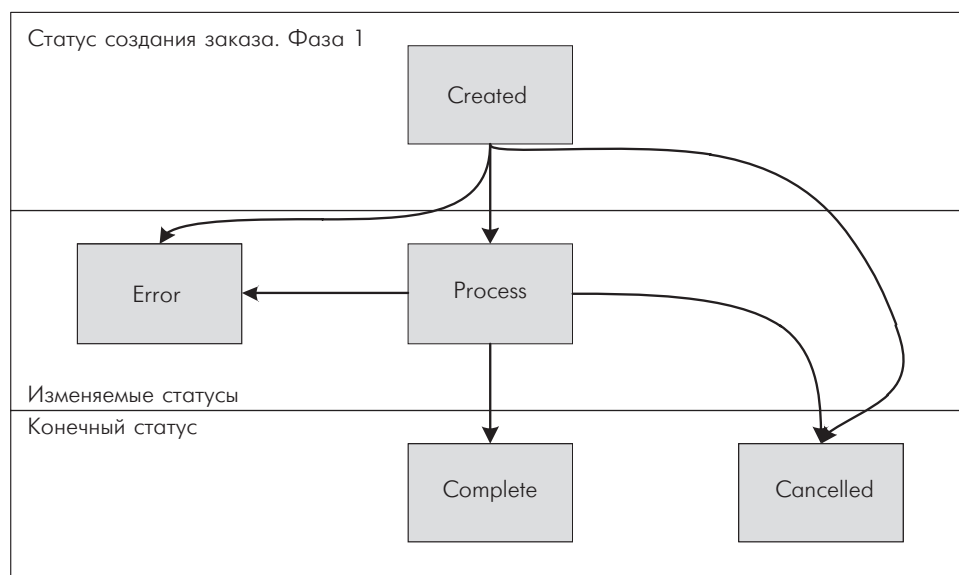 Статус создания заказа. Фаза 1
Created
Error
Process
Изменяемые статусы
Конечный статус
Complete
Cancelled